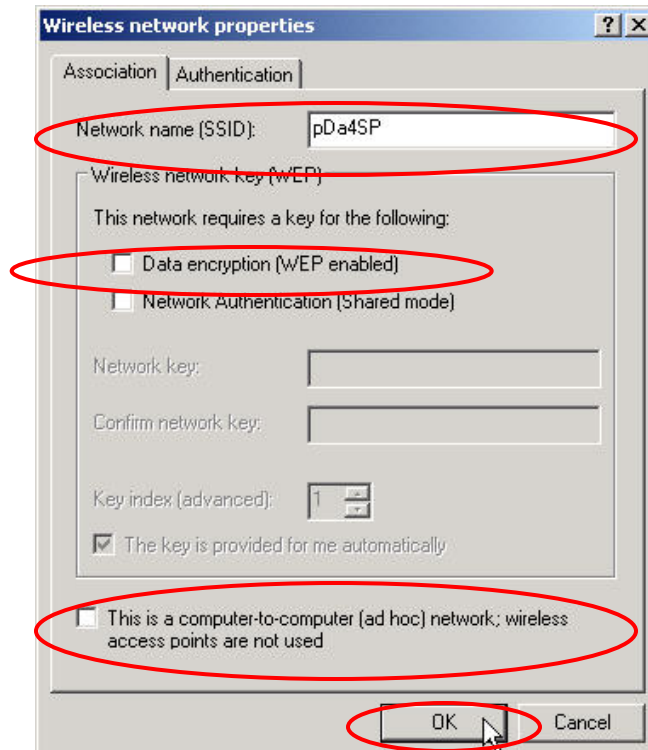 Wireless network properties
Association
Authentication
Network name (SSID):
pDa4SP
Wireless network key (WEP)
This network requires a key for the following:
Data encryption (WEP enabled)
Network Authentication (Shared mode)
Network key:
Confirm network key:
Key index (advanced):
1
The key is provided for me automatically
This is a computer-to-computer (ad hoc) network; wireless
access points are not used
OK
Cancel